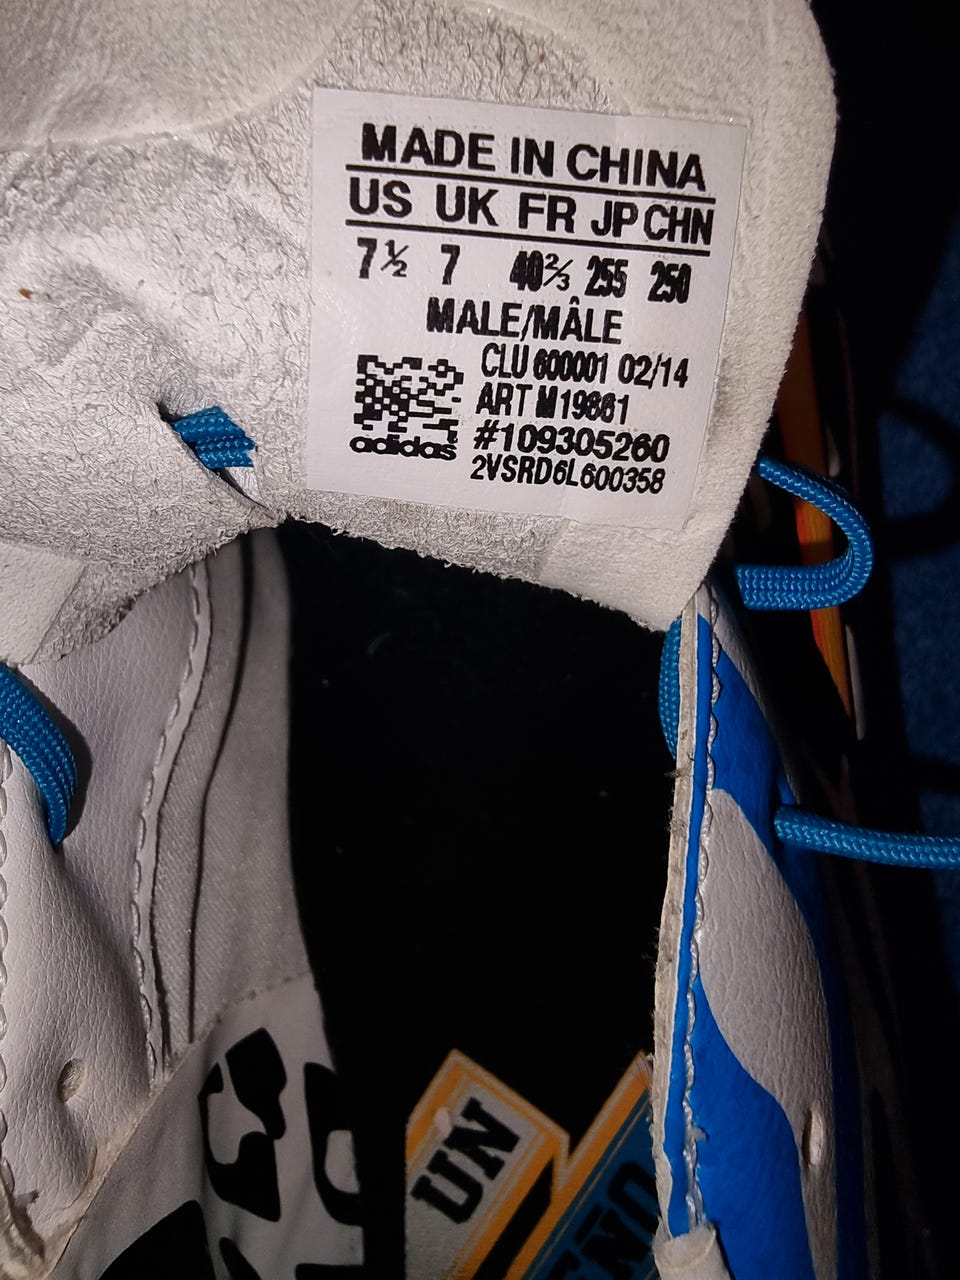 MADE IN CHINA
US UK FR JP CHN
7½ 7 40⅔ 255 250
MALE/MÂLE
CLU 600001 02/14
ART M19881
#109305260
adidas
2VSRD6L600358
UN